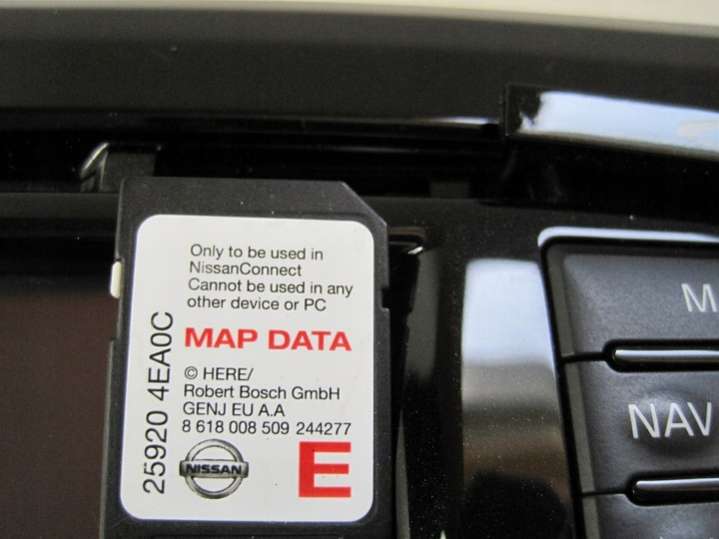 Only to be used in
NissanConnect
Cannot be used in any
other device or PC
MAP DATA
© HERE/
Robert Bosch GmbH
GENJ EU A.A
8 618 008 509 244277
NISSAN
E
25920 4EA0C
M
NAV